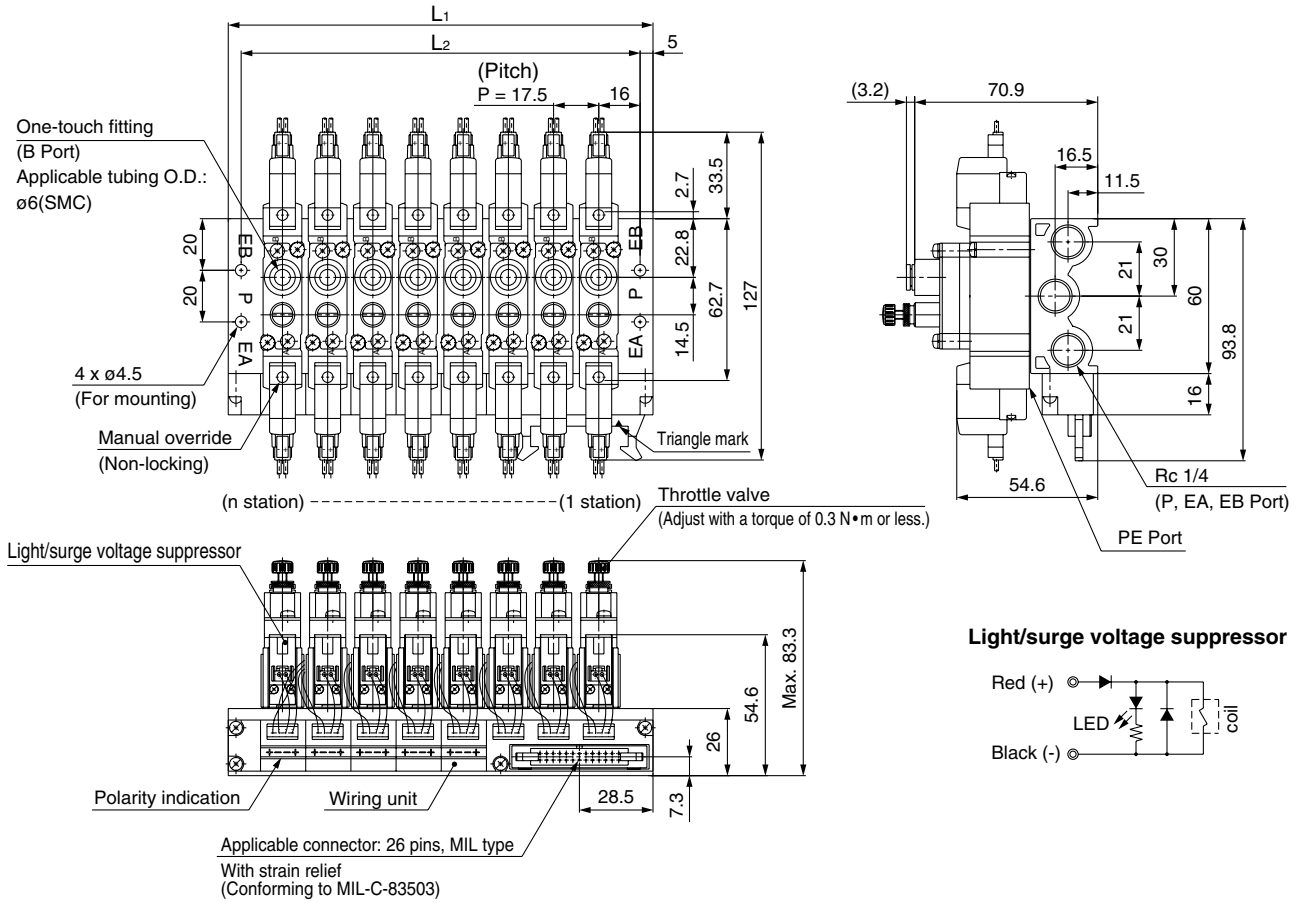 L1
L2
5
(Pitch)
P = 17.5
16
One-touch fitting
(B Port)
Applicable tubing O.D.:
ø6(SMC)
33.5
2.7
22.8
62.7
127
14.5
20
20
EB
P
EA
EB
P
EA
4 x ø4.5
(For mounting)
Manual override
(Non-locking)
Triangle mark
(n station)
(1 station)
(3.2)
70.9
16.5
11.5
21
21
30
60
93.8
16
54.6
Rc 1/4
(P, EA, EB Port)
PE Port
Throttle valve
(Adjust with a torque of 0.3 N•m or less.)
Light/surge voltage suppressor
54.6
Max. 83.3
26
7.3
28.5
Polarity indication
Wiring unit
Applicable connector: 26 pins, MIL type
With strain relief
(Conforming to MIL-C-83503)
Light/surge voltage suppressor
Red (+)
LED
coil
Black (-)